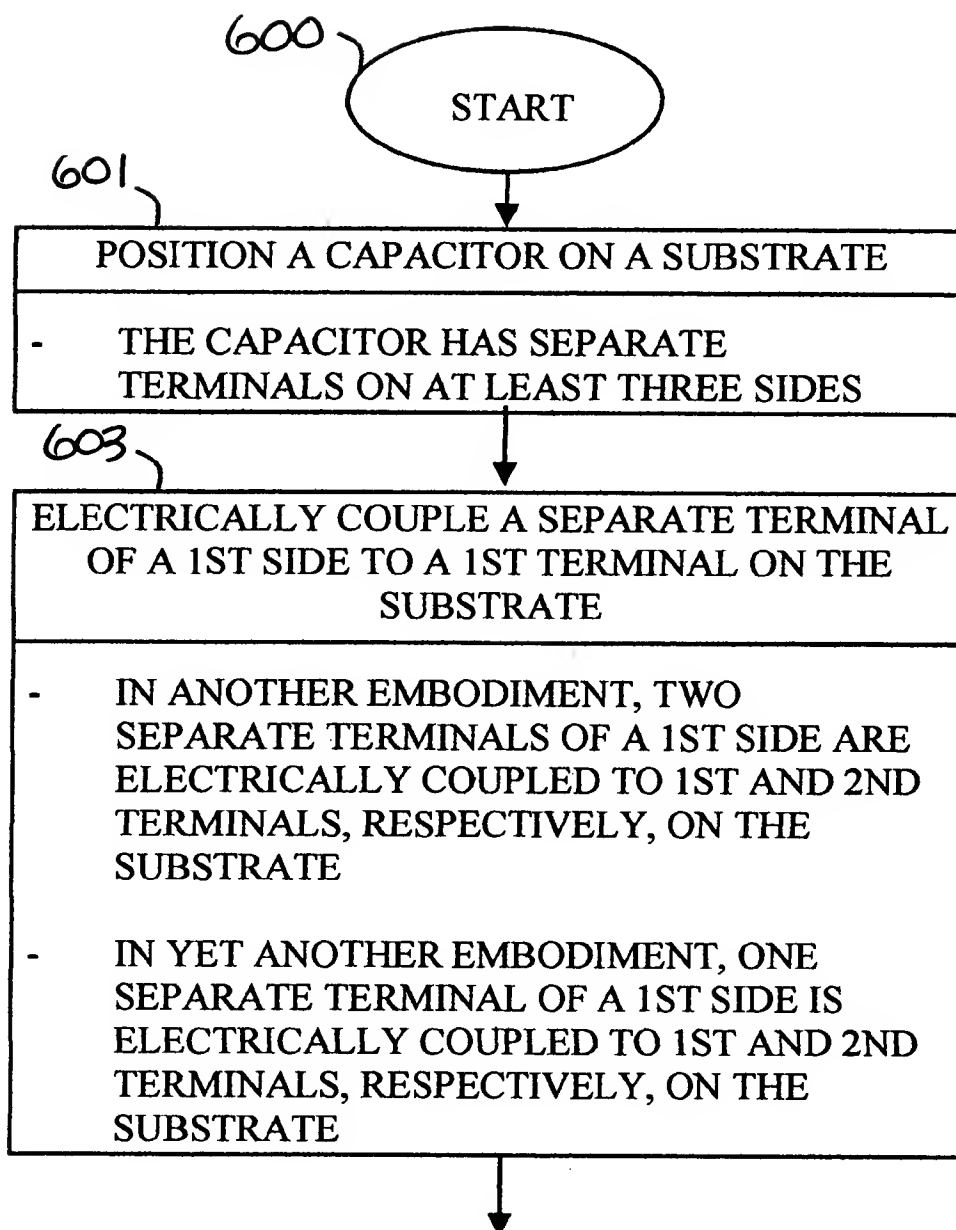 600
START
601
POSITION A CAPACITOR ON A SUBSTRATE
- THE CAPACITOR HAS SEPARATE
TERMINALS ON AT LEAST THREE SIDES
603
ELECTRICALLY COUPLE A SEPARATE TERMINAL
OF A 1ST SIDE TO A 1ST TERMINAL ON THE
SUBSTRATE
- IN ANOTHER EMBODIMENT, TWO
SEPARATE TERMINALS OF A 1ST SIDE ARE
ELECTRICALLY COUPLED TO 1ST AND 2ND
TERMINALS, RESPECTIVELY, ON THE
SUBSTRATE
- IN YET ANOTHER EMBODIMENT, ONE
SEPARATE TERMINAL OF A 1ST SIDE IS
ELECTRICALLY COUPLED TO 1ST AND 2ND
TERMINALS, RESPECTIVELY, ON THE
SUBSTRATE